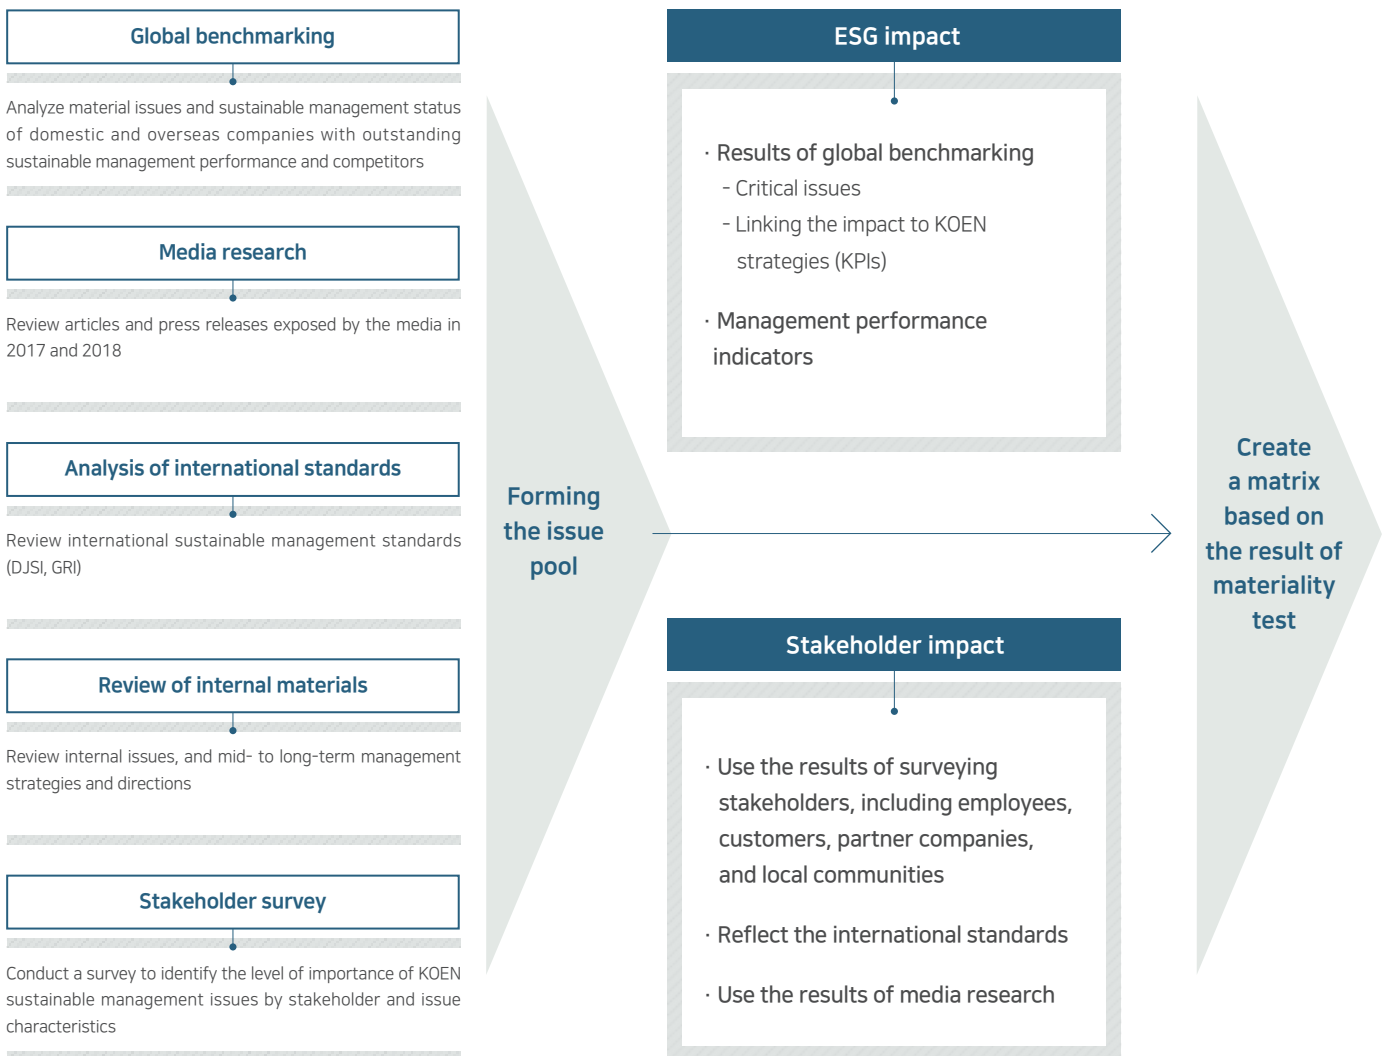 Global benchmarking
Analyze material issues and sustainable management status
of domestic and overseas companies with outstanding
sustainable management performance and competitors
Media research
Review articles and press releases exposed by the media in
2017 and 2018
Analysis of international standards
Review international sustainable management standards
(DJSI, GRI)
Review of internal materials
Review internal issues, and mid- to long-term management
strategies and directions
Stakeholder survey
Conduct a survey to identify the level of importance of KOEN
sustainable management issues by stakeholder and issue
characteristics
Forming
the issue
pool
ESG impact
· Results of global benchmarking
- Critical issues
- Linking the impact to KOEN
strategies (KPIs)
· Management performance
indicators
Stakeholder impact
· Use the results of surveying
stakeholders, including employees,
customers, partner companies,
and local communities
· Reflect the international standards
· Use the results of media research
Create
a matrix
based on
the result of
materiality
test